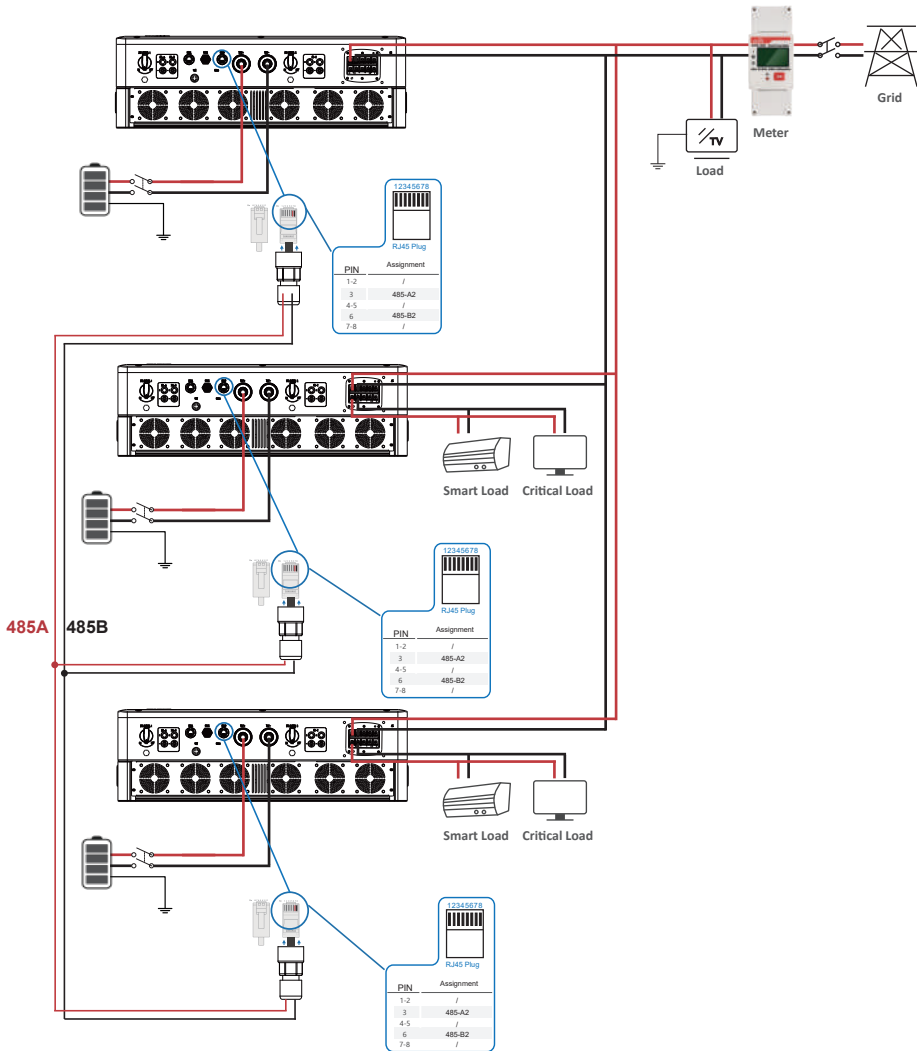 Meter
Grid
TV
Load
12345678
RJ45 Plug
PIN Assignment
1-2 /
3 485-A2
4-5 /
6 485-B2
7-8 /
Smart Load Critical Load
12345678
RJ45 Plug
PIN Assignment
1-2 /
3 485-A2
4-5 /
6 485-B2
7-8 /
485A 485B
Smart Load Critical Load
12345678
RJ45 Plug
PIN Assignment
1-2 /
3 485-A2
4-5 /
6 485-B2
7-8 /